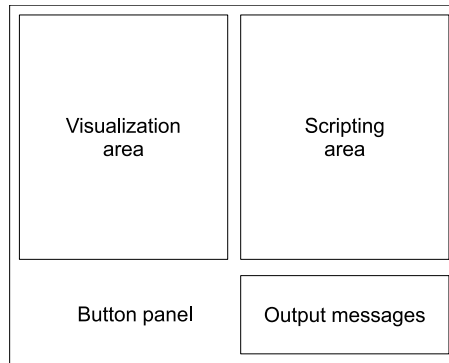 Visualization
area
Scripting
area
Button panel
Output messages